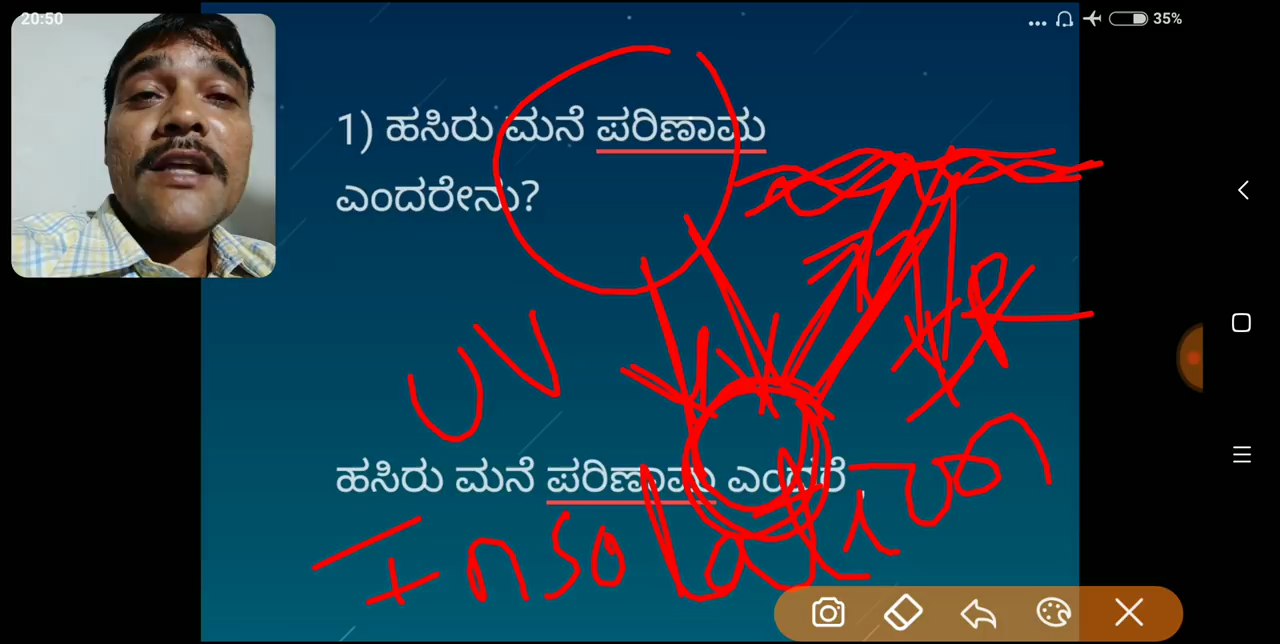 20:50
... 35%
1) ಹಸಿರು ಮನೆ ಪರಿಣಾಮ
ಎಂದರೇನು?
UV
IR
ಹಸಿರು ಮನೆ ಪರಿಣಾಮ ಎಂದರೆ ,
Insolation